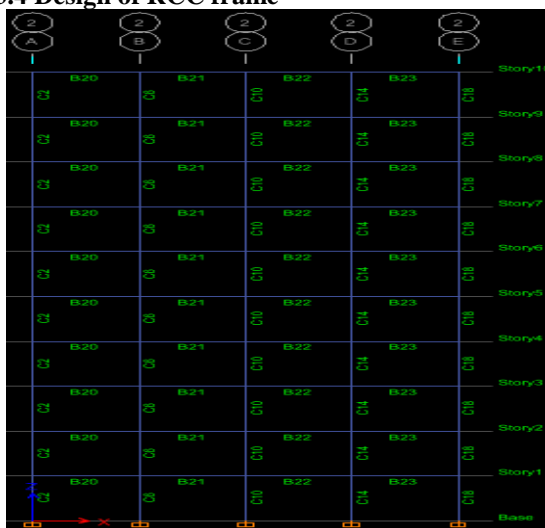 .4 Design of RCC frame
2 2 2 2 2
A B C D E
B20 B21 B22 B23 Story1
C2 C6 C10 C14 C18
Story9
B20 B21 B22 B23
C2 C6 C10 C14 C18
Story8
B20 B21 B22 B23
C2 C6 C10 C14 C18
Story7
B20 B21 B22 B23
C2 C6 C10 C14 C18
Story6
B20 B21 B22 B23
C2 C6 C10 C14 C18
Story5
B20 B21 B22 B23
C2 C6 C10 C14 C18
Story4
B20 B21 B22 B23
C2 C6 C10 C14 C18
Story3
B20 B21 B22 B23
C2 C6 C10 C14 C18
Story2
B20 B21 B22 B23
C2 C6 C10 C14 C18
Story1
B20 B21 B22 B23
C2 C6 C10 C14 C18
X
Base